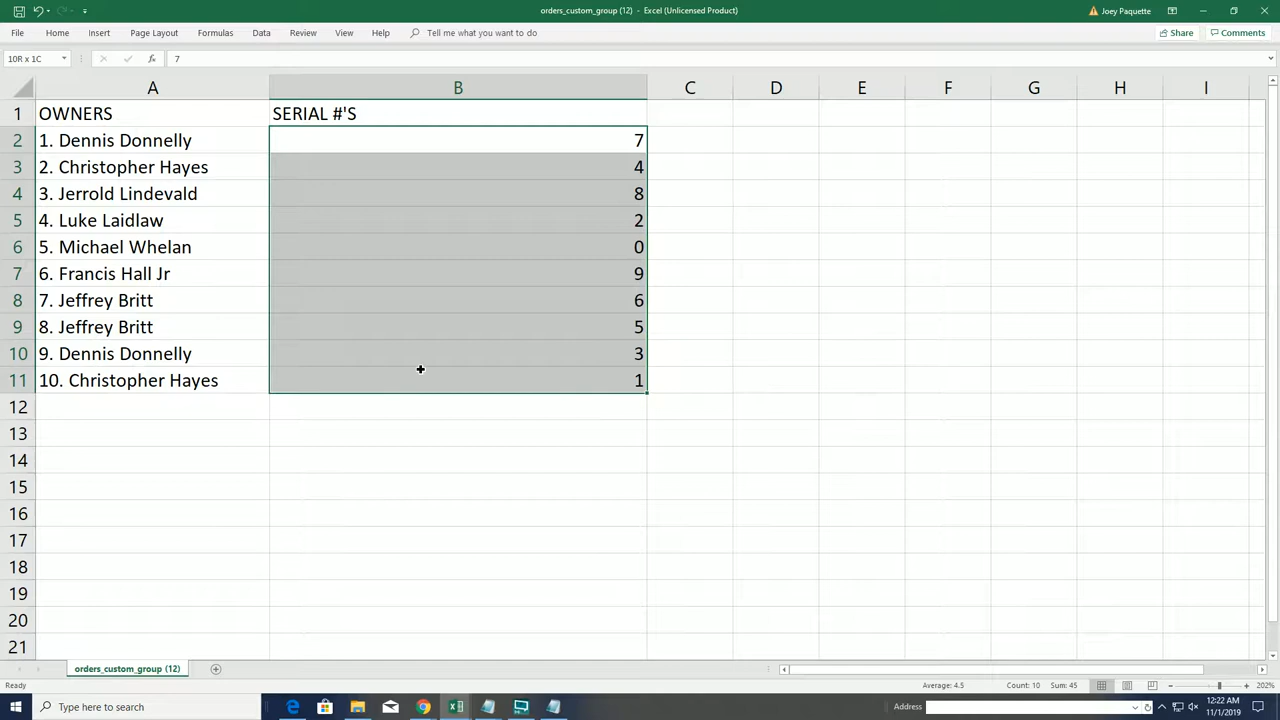 orders_custom_group (12) - Excel (Unlicensed Product)
Joey Paquette
File Home Insert Page Layout Formulas Data Review View Help Tell me what you want to do Share Comments
10R x 1C fx 7
A B C D E F G H I
1 OWNERS SERIAL #'S
2 1. Dennis Donnelly 7
3 2. Christopher Hayes 4
4 3. Jerrold Lindevald 8
5 4. Luke Laidlaw 2
6 5. Michael Whelan 0
7 6. Francis Hall Jr 9
8 7. Jeffrey Britt 6
9 8. Jeffrey Britt 5
10 9. Dennis Donnelly 3
11 10. Christopher Hayes 1
12
13
14
15
16
17
18
19
20
21
orders_custom_group (12)
Ready Average: 4.5 Count: 10 Sum: 45 202%
Type here to search Address 12:22 AM
11/1/2019